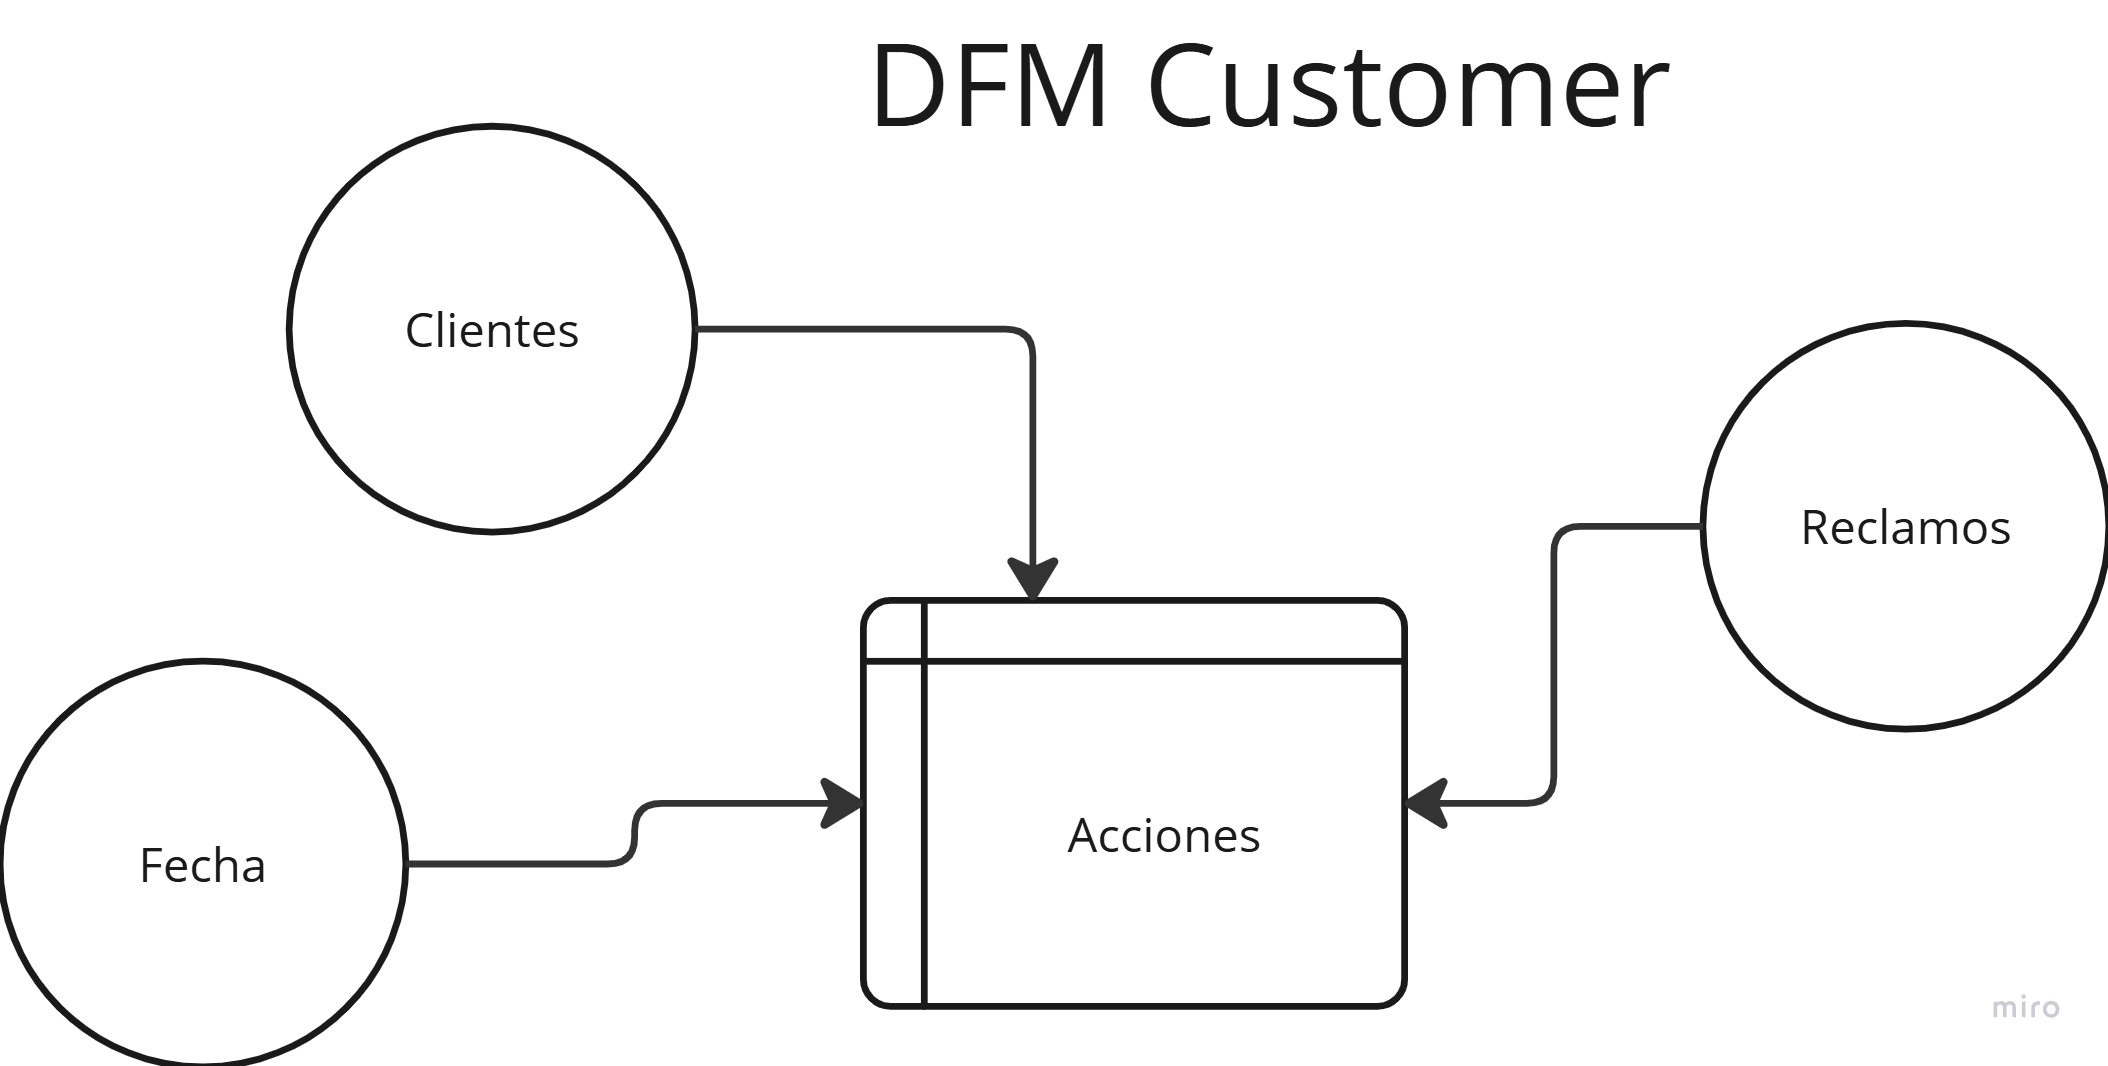 DFM Customer
Clientes
Reclamos
Acciones
Fecha
miro